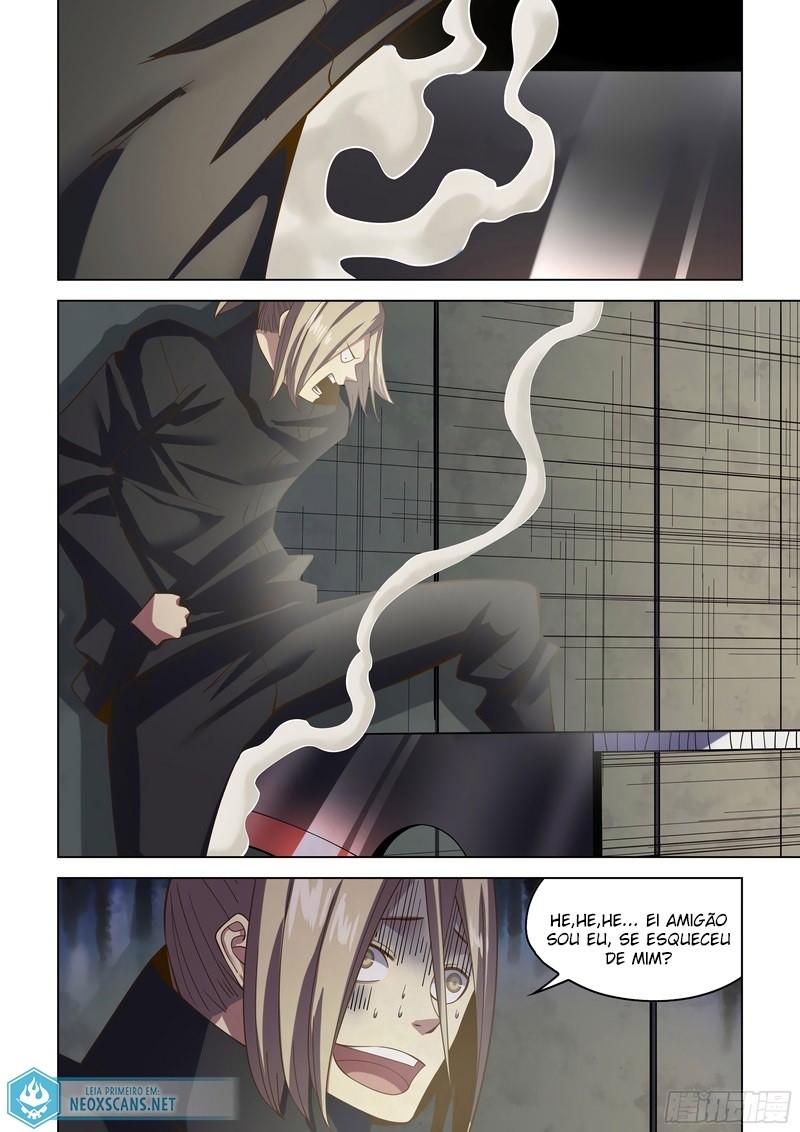 HE,HE,HE... EI AMIGÃO
SOU EU, SE ESQUECEU
DE MIM?
LEIA PRIMEIRO EM:
NEOXSCANS.NET
腾讯动漫